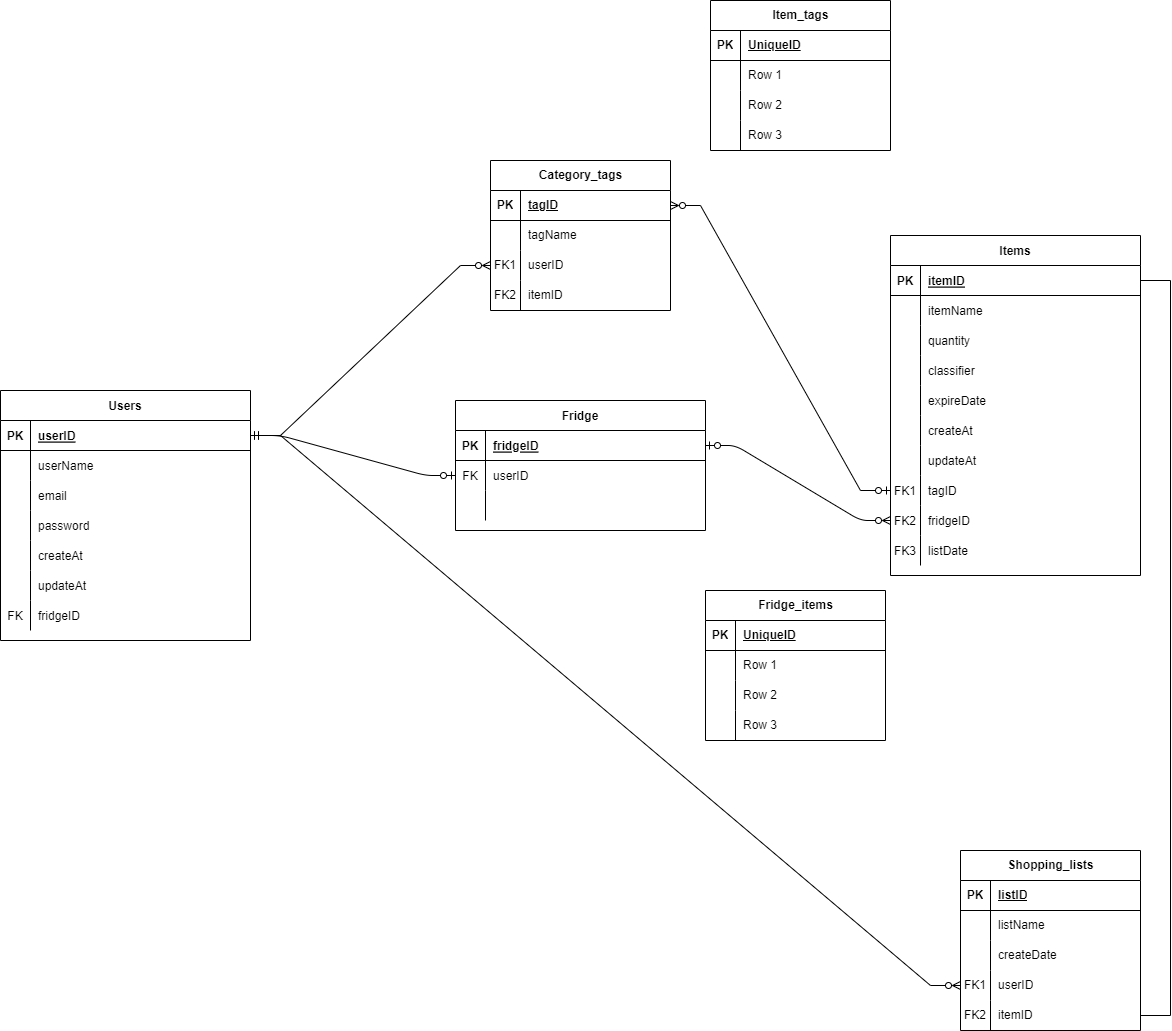 Item_tags
PK UniqueID
Row 1
Row 2
Row 3
Category_tags
PK tagID
tagName
FK1 userID
FK2 itemID
Items
PK itemID
itemName
quantity
classifier
expireDate
createAt
updateAt
FK1 tagID
FK2 fridgeID
FK3 listDate
Users
PK userID
userName
email
password
createAt
updateAt
FK fridgeID
Fridge
PK fridgeID
FK userID
Fridge_items
PK UniqueID
Row 1
Row 2
Row 3
Shopping_lists
PK listID
listName
createDate
FK1 userID
FK2 itemID